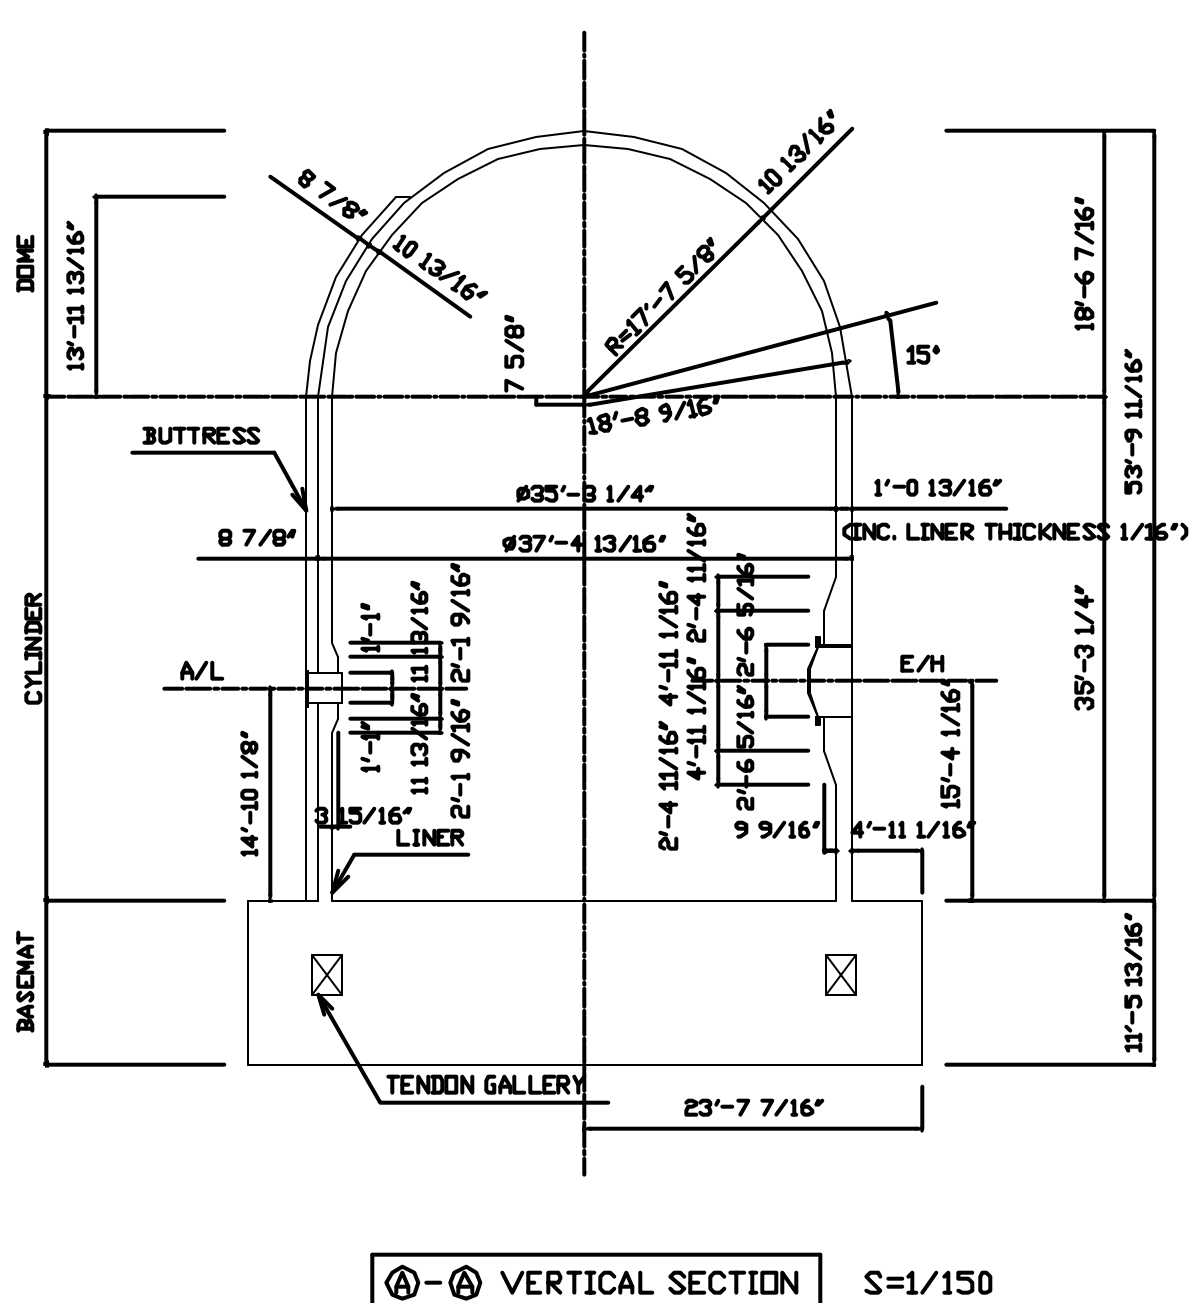 10 13/16"
8 7/8"
10 13/16"
DOME
13'-11 13/16"
18'-6 7/16"
R=17'-7 5/8"
7 5/8"
15°
18'-8 9/16"
53'-9 11/16"
BUTTRESS
ø35'-3 1/4"
1'-0 13/16"
(INC. LINER THICKNESS 1/16")
8 7/8"
ø37'-4 13/16"
CYLINDER
1'-1"
11 13/16"
2'-1 9/16"
4'-11 1/16"
2'-4 11/16"
2'-6 5/16"
35'-3 1/4"
A/L
E/H
14'-10 1/8"
1'-1"
11 13/16"
2'-1 9/16"
2'-4 11/16"
4'-11 1/16"
2'-6 5/16"
15'-4 1/16"
3 15/16"
9 9/16"
4'-11 1/16"
LINER
BASEMAT
11'-5 13/16"
TENDON GALLERY
23'-7 7/16"
A-A VERTICAL SECTION S=1/150